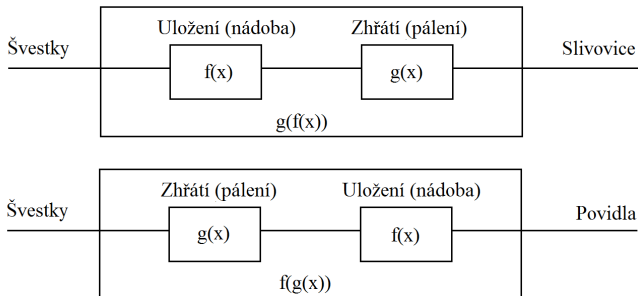 Uložení (nádoba) Zhřátí (pálení)
Švestky Slivovice
f(x) g(x)
g(f(x))
Zhřátí (pálení) Uložení (nádoba)
Švestky Povidla
g(x) f(x)
f(g(x))